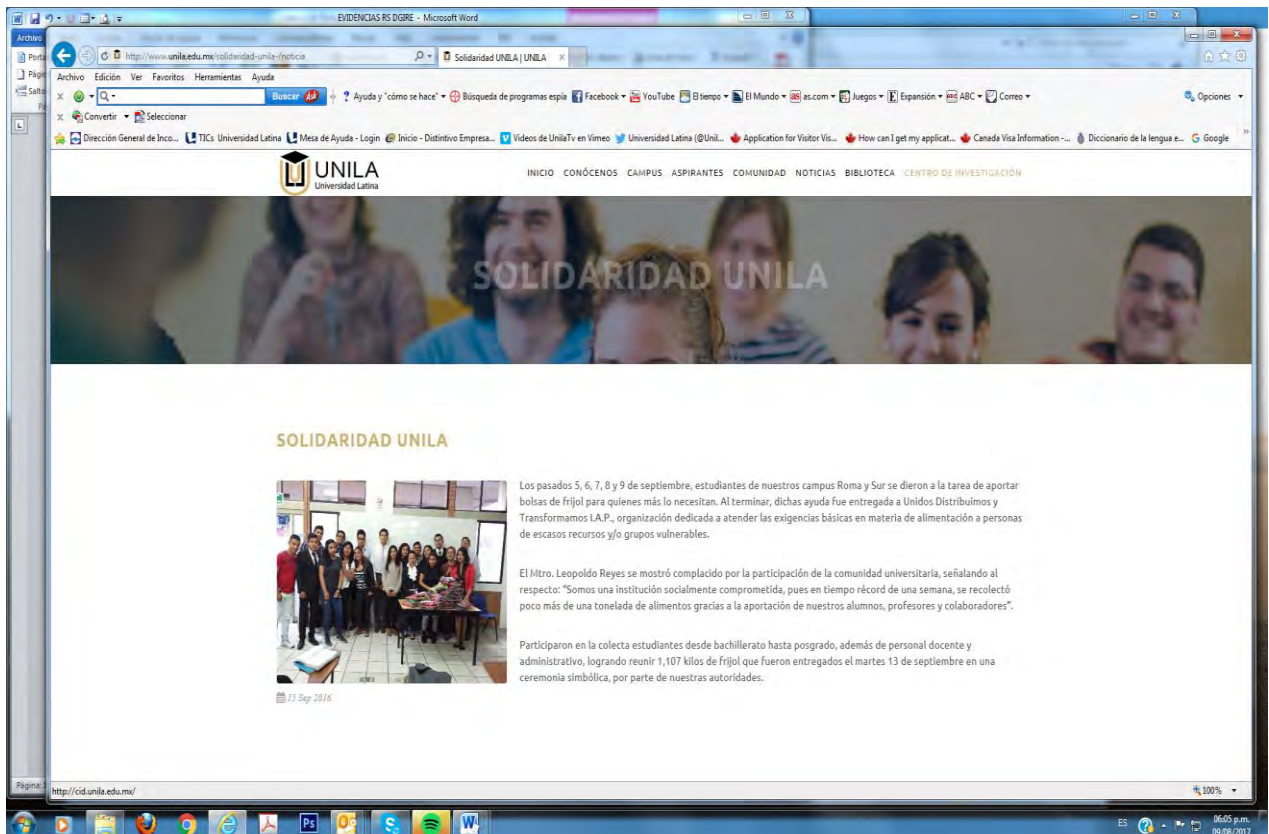 EVIDENCIAS RS DGIRE - Microsoft Word
Archivo
http://www.unila.edu.mx/solidaridad-unila-/noticia
Solidaridad UNILA | UNILA
Archivo Edición Ver Favoritos Herramientas Ayuda
Buscar Ask Ayuda y "cómo se hace" Búsqueda de programas espía Facebook YouTube El tiempo El Mundo as.com Juegos Expansión ABC Correo Opciones
Convertir Seleccionar
Dirección General de Inco... TICs Universidad Latina Mesa de Ayuda - Login Inicio - Distintivo Empresa... Videos de UnilaTv en Vimeo Universidad Latina (@Unil... Application for Visitor Vis... How can I get my applicat... Canada Visa Information -... Diccionario de la lengua e... Google
UNILA
Universidad Latina
INICIO CONÓCENOS CAMPUS ASPIRANTES COMUNIDAD NOTICIAS BIBLIOTECA CENTRO DE INVESTIGACIÓN
SOLIDARIDAD UNILA
SOLIDARIDAD UNILA
Los pasados 5, 6, 7, 8 y 9 de septiembre, estudiantes de nuestros campus Roma y Sur se dieron a la tarea de aportar
bolsas de frijol para quienes más lo necesitan. Al terminar, dichas ayuda fue entregada a Unidos Distribuimos y
Transformamos I.A.P., organización dedicada a atender las exigencias básicas en materia de alimentación a personas
de escasos recursos y/o grupos vulnerables.
El Mtro. Leopoldo Reyes se mostró complacido por la participación de la comunidad universitaria, señalando al
respecto: "Somos una institución socialmente comprometida, pues en tiempo récord de una semana, se recolectó
poco más de una tonelada de alimentos gracias a la aportación de nuestros alumnos, profesores y colaboradores".
Participaron en la colecta estudiantes desde bachillerato hasta posgrado, además de personal docente y
administrativo, logrando reunir 1,107 kilos de frijol que fueron entregados el martes 13 de septiembre en una
ceremonia simbólica, por parte de nuestras autoridades.
15 Sep 2016
Página:
http://cid.unila.edu.mx/
100%
ES
06:05 p.m.
09/08/2017